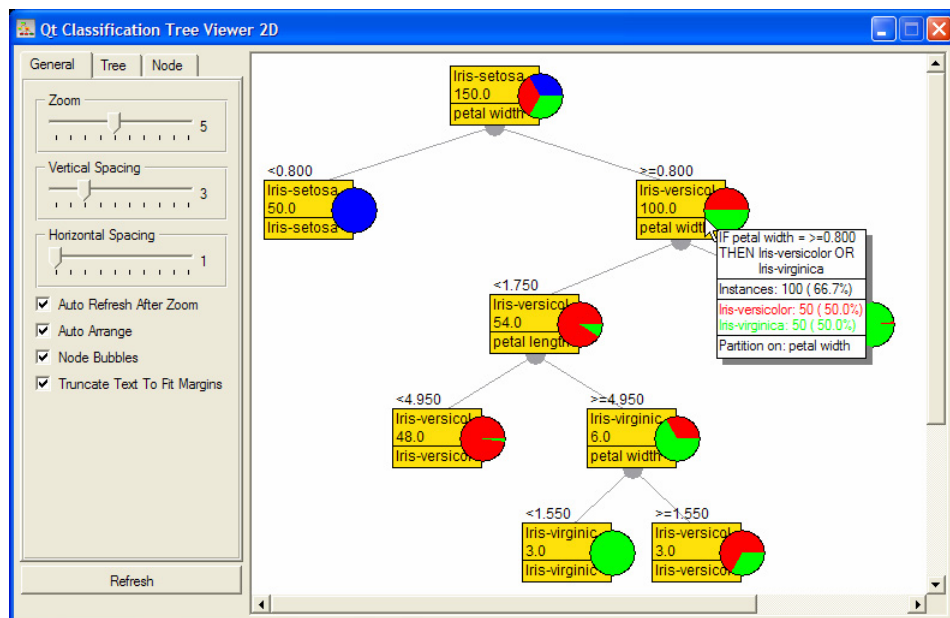 Qt Classification Tree Viewer 2D
General Tree Node
Zoom
5
Vertical Spacing
3
Horizontal Spacing
1
Auto Refresh After Zoom
Auto Arrange
Node Bubbles
Truncate Text To Fit Margins
Refresh
Iris-setosa
150.0
petal width
<0.800
Iris-setosa
50.0
Iris-setosa
>=0.800
Iris-versicol
100.0
petal width
IF petal width = >=0.800
THEN Iris-versicolor OR
Iris-virginica
Instances: 100 ( 66.7%)
Iris-versicolor: 50 ( 50.0%)
Iris-virginica: 50 ( 50.0%)
Partition on: petal width
<1.750
Iris-versicol
54.0
petal length
<4.950
Iris-versicol
48.0
Iris-versicol
>=4.950
Iris-virginic
6.0
petal width
<1.550
Iris-virginic
3.0
Iris-virginic
>=1.550
Iris-versicol
3.0
Iris-versicol